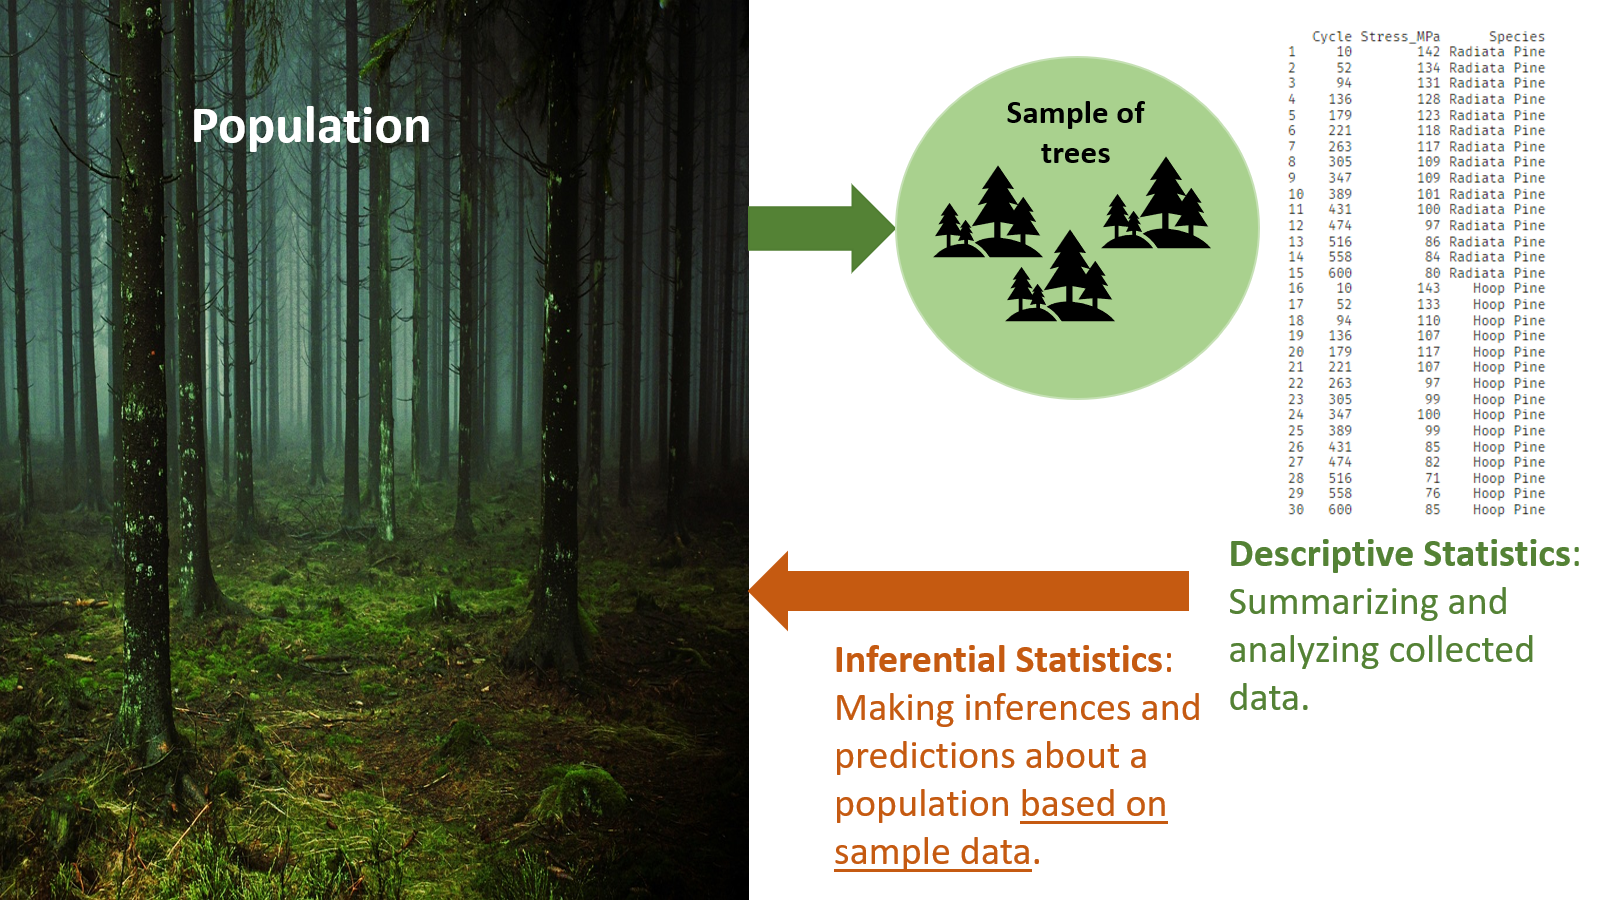 Population
Sample of
trees
Cycle Stress_MPa Species
1 10 142 Radiata Pine
2 52 134 Radiata Pine
3 94 131 Radiata Pine
4 136 128 Radiata Pine
5 179 123 Radiata Pine
6 221 118 Radiata Pine
7 263 117 Radiata Pine
8 305 109 Radiata Pine
9 347 109 Radiata Pine
10 389 101 Radiata Pine
11 431 100 Radiata Pine
12 474 97 Radiata Pine
13 516 86 Radiata Pine
14 558 84 Radiata Pine
15 600 80 Radiata Pine
16 10 143 Hoop Pine
17 52 133 Hoop Pine
18 94 110 Hoop Pine
19 136 107 Hoop Pine
20 179 117 Hoop Pine
21 221 107 Hoop Pine
22 263 97 Hoop Pine
23 305 99 Hoop Pine
24 347 100 Hoop Pine
25 389 99 Hoop Pine
26 431 85 Hoop Pine
27 474 82 Hoop Pine
28 516 71 Hoop Pine
29 558 76 Hoop Pine
30 600 85 Hoop Pine
Descriptive Statistics:
Summarizing and
analyzing collected
data.
Inferential Statistics:
Making inferences and
predictions about a
population based on
sample data.